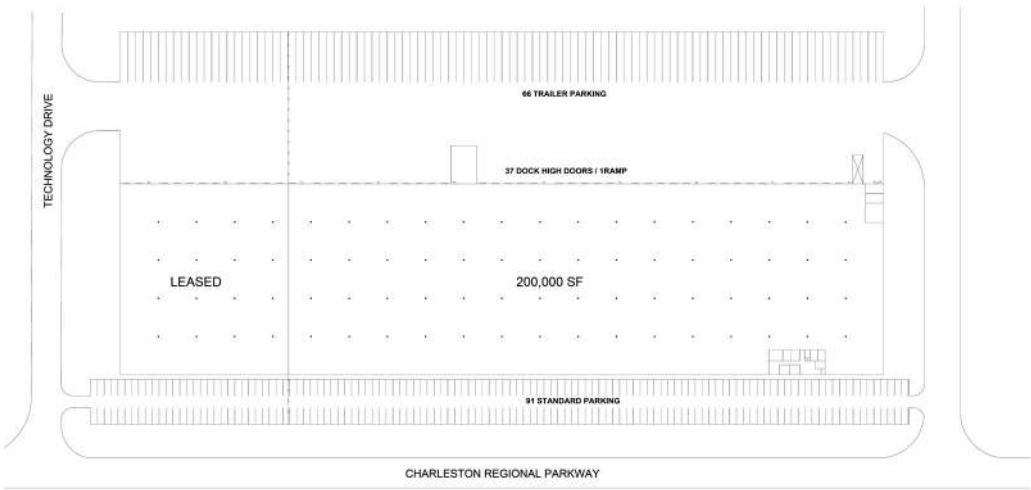 66 TRAILER PARKING
TECHNOLOGY DRIVE
37 DOCK HIGH DOORS / 1RAMP
LEASED
200,000 SF
91 STANDARD PARKING
CHARLESTON REGIONAL PARKWAY